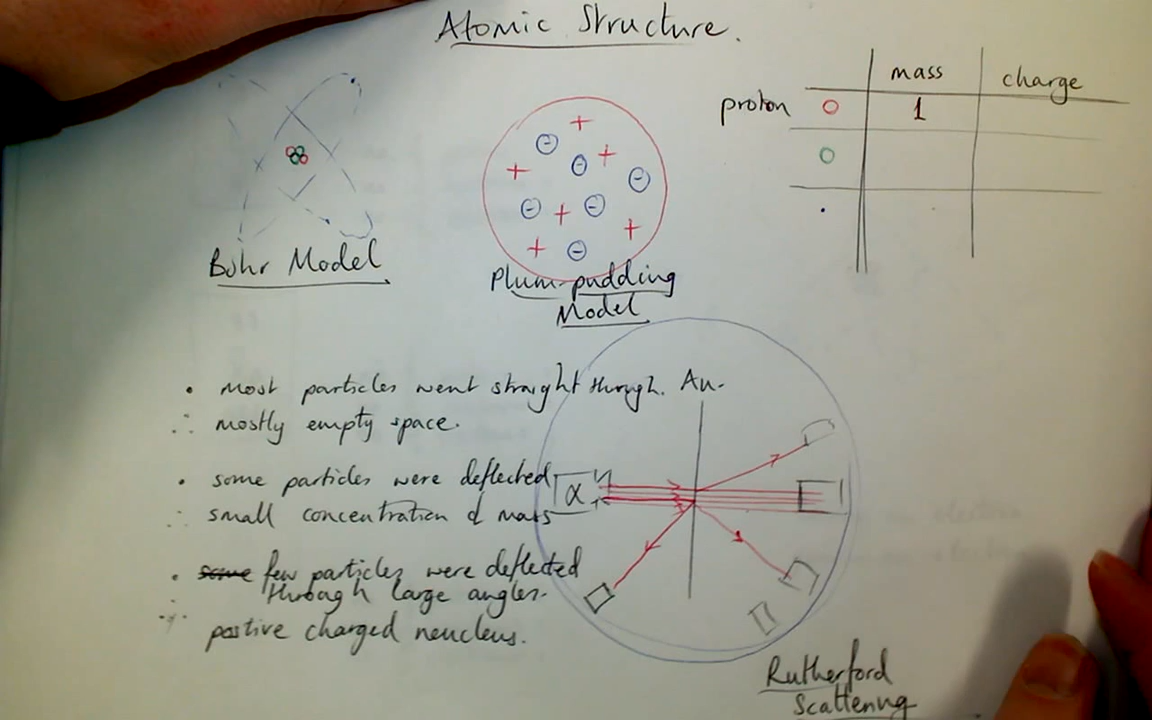 Atomic Structure.
mass charge
proton 1
Bohr Model
Plum-pudding
Model
+ + + + + + +
- - - - - -
• Most particles went straight through. Au.
∴ mostly empty space.
• some particles were deflected
∴ small concentration of mass
α
• some few particles were deflected
through large angles.
∴ postive charged neucleus.
Rutherford
Scattering